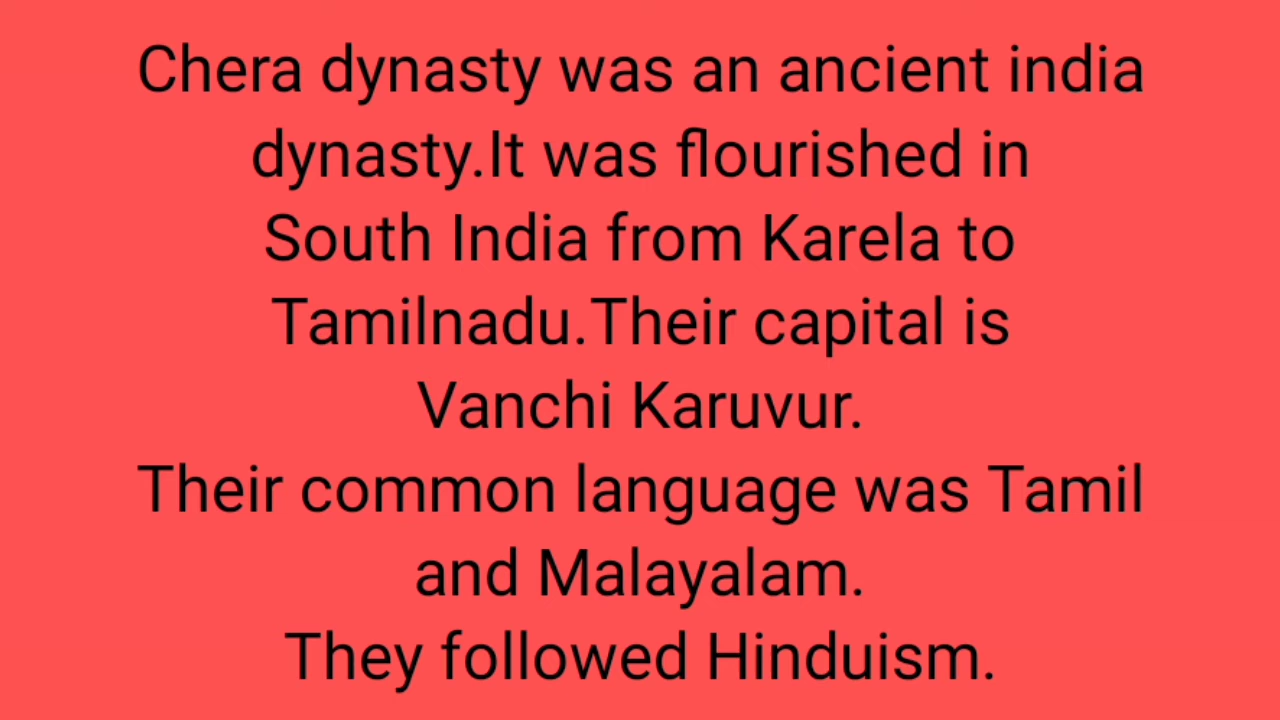 Chera dynasty was an ancient india
dynasty.It was flourished in
South India from Karela to
Tamilnadu.Their capital is
Vanchi Karuvur.
Their common language was Tamil
and Malayalam.
They followed Hinduism.